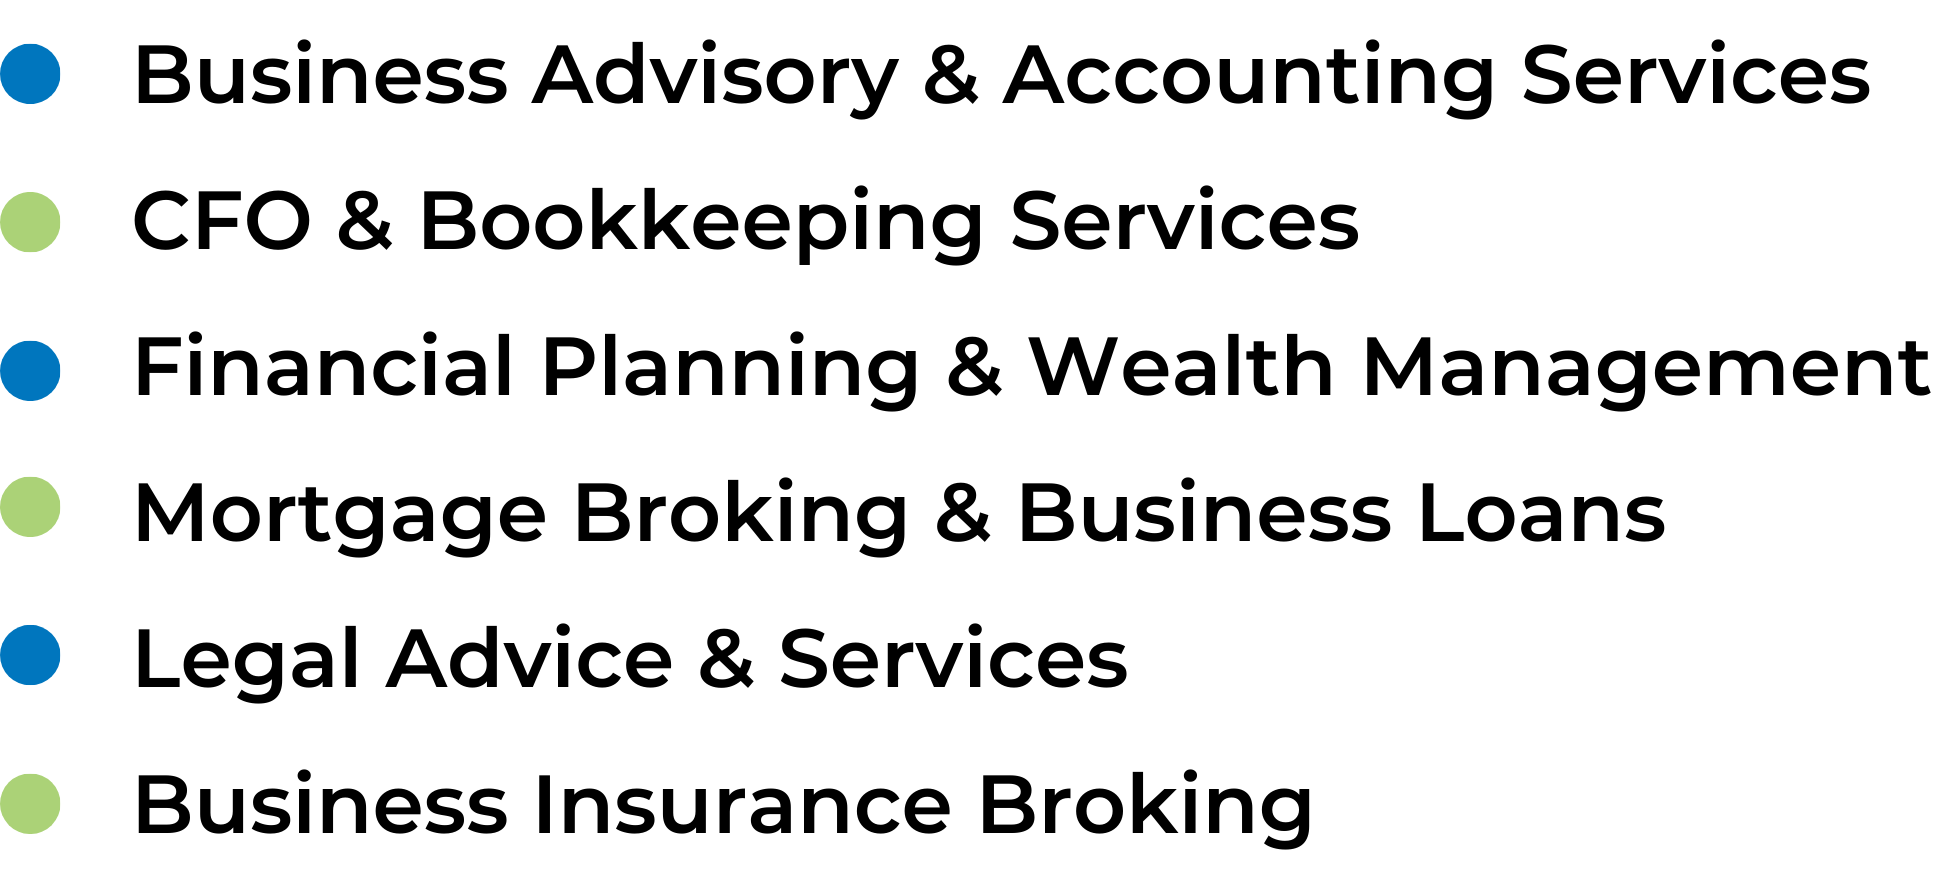 Business Advisory & Accounting Services
CFO & Bookkeeping Services
Financial Planning & Wealth Management
Mortgage Broking & Business Loans
Legal Advice & Services
Business Insurance Broking